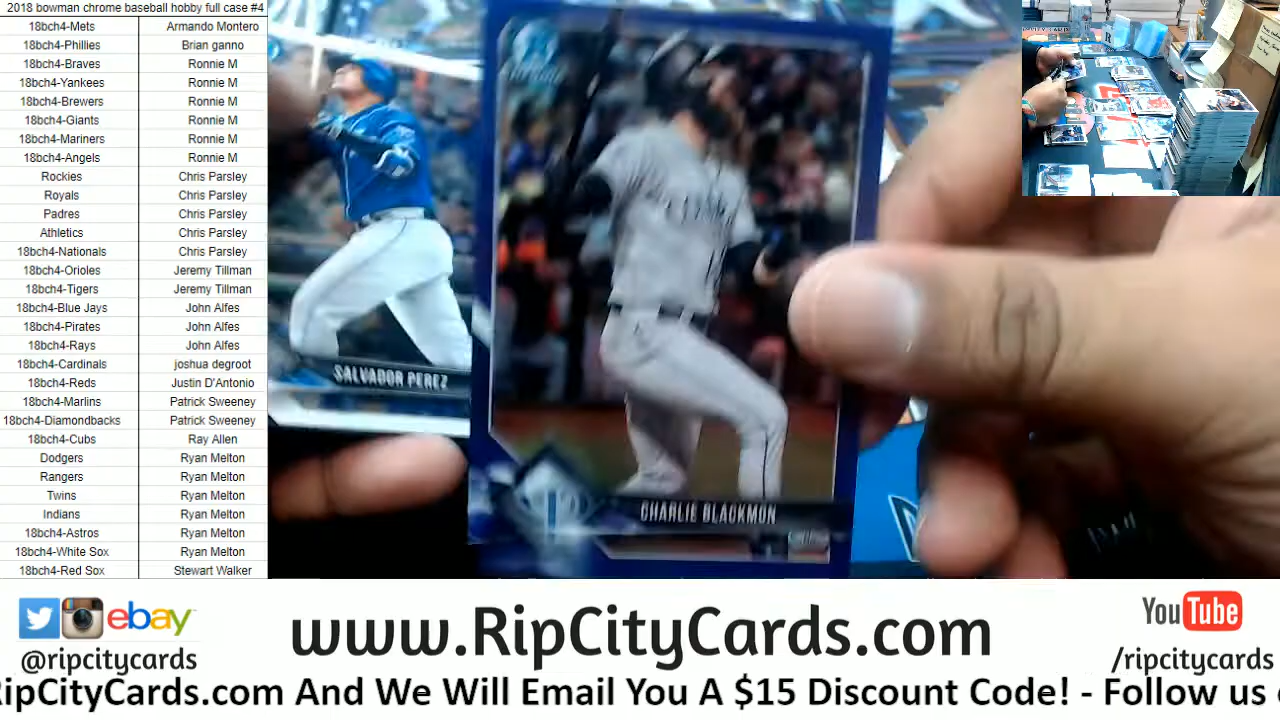 2018 bowman chrome baseball hobby full case #4
18bch4-Mets Armando Montero
18bch4-Phillies Brian ganno
18bch4-Braves Ronnie M
18bch4-Yankees Ronnie M
18bch4-Brewers Ronnie M
18bch4-Giants Ronnie M
18bch4-Mariners Ronnie M
18bch4-Angels Ronnie M
Rockies Chris Parsley
Royals Chris Parsley
Padres Chris Parsley
Athletics Chris Parsley
18bch4-Nationals Chris Parsley
18bch4-Orioles Jeremy Tillman
18bch4-Tigers Jeremy Tillman
18bch4-Blue Jays John Alfes
18bch4-Pirates John Alfes
18bch4-Rays John Alfes
18bch4-Cardinals joshua degroot
18bch4-Reds Justin D'Antonio
18bch4-Marlins Patrick Sweeney
18bch4-Diamondbacks Patrick Sweeney
18bch4-Cubs Ray Allen
Dodgers Ryan Melton
Rangers Ryan Melton
Twins Ryan Melton
Indians Ryan Melton
18bch4-Astros Ryan Melton
18bch4-White Sox Ryan Melton
18bch4-Red Sox Stewart Walker
SALVADOR PEREZ
CHARLIE BLACKMON
ebay
@ripcitycards
www.RipCityCards.com
YouTube
/ripcitycards
RipCityCards.com And We Will Email You A $15 Discount Code! - Follow us